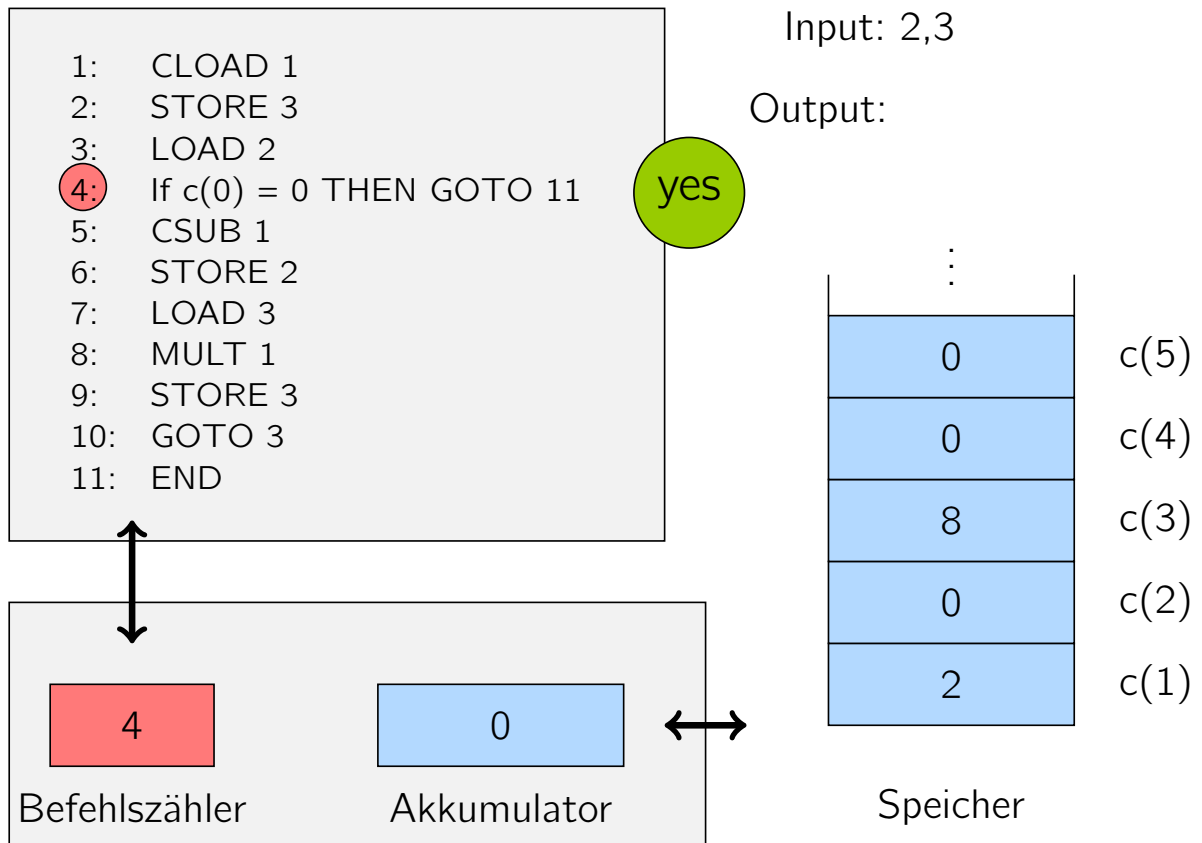 Input: 2,3
Output:
1: CLOAD 1
2: STORE 3
3: LOAD 2
4: If c(0) = 0 THEN GOTO 11
yes
5: CSUB 1
6: STORE 2
7: LOAD 3
8: MULT 1
9: STORE 3
10: GOTO 3
11: END
⋮
0 c(5)
0 c(4)
8 c(3)
0 c(2)
2 c(1)
Speicher
4
Befehlszähler
0
Akkumulator